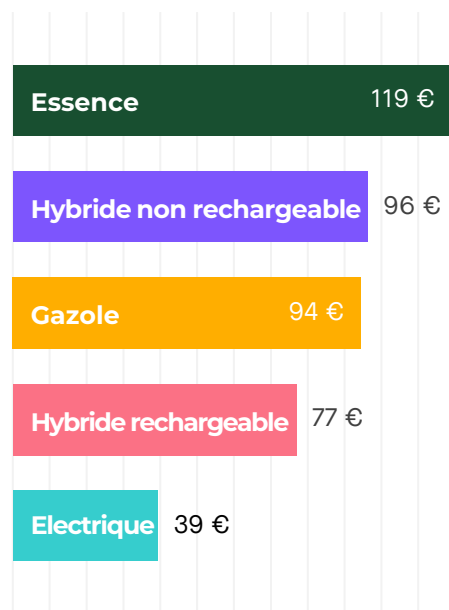 Essence 119 €
Hybride non rechargeable 96 €
Gazole 94 €
Hybride rechargeable 77 €
Electrique 39 €